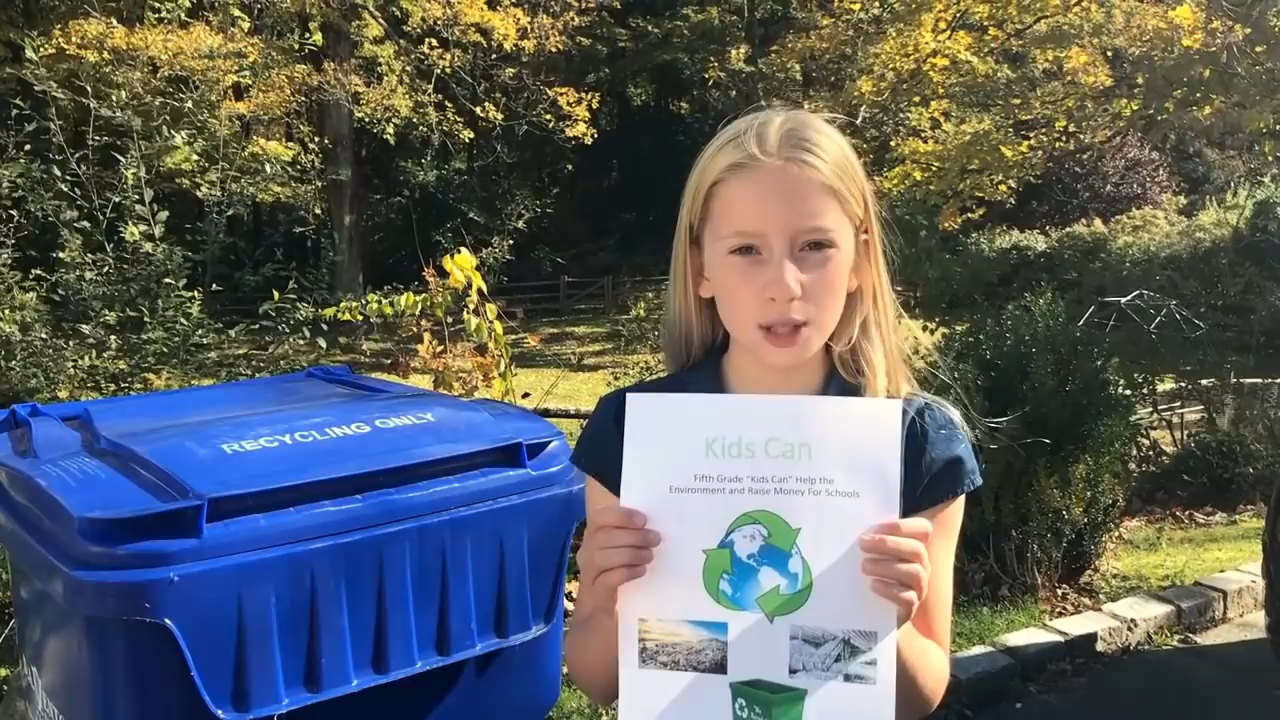 RECYCLING ONLY
Kids Can
Fifth Grade "Kids Can" Help the
Environment and Raise Money For Schools